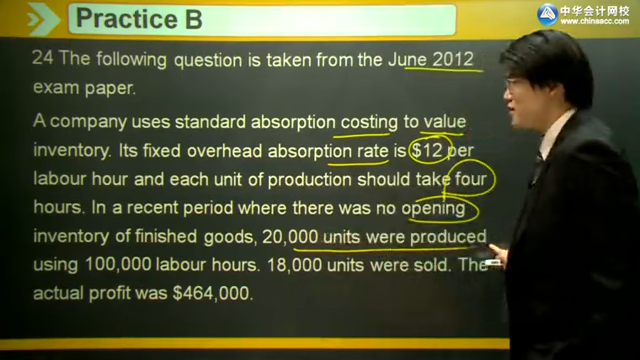 Practice B
中华会计网校
www.chinaacc.com
24 The following question is taken from the June 2012
exam paper.
A company uses standard absorption costing to value
inventory. Its fixed overhead absorption rate is $12 per
labour hour and each unit of production should take four
hours. In a recent period where there was no opening
inventory of finished goods, 20,000 units were produced
using 100,000 labour hours. 18,000 units were sold. The
actual profit was $464,000.